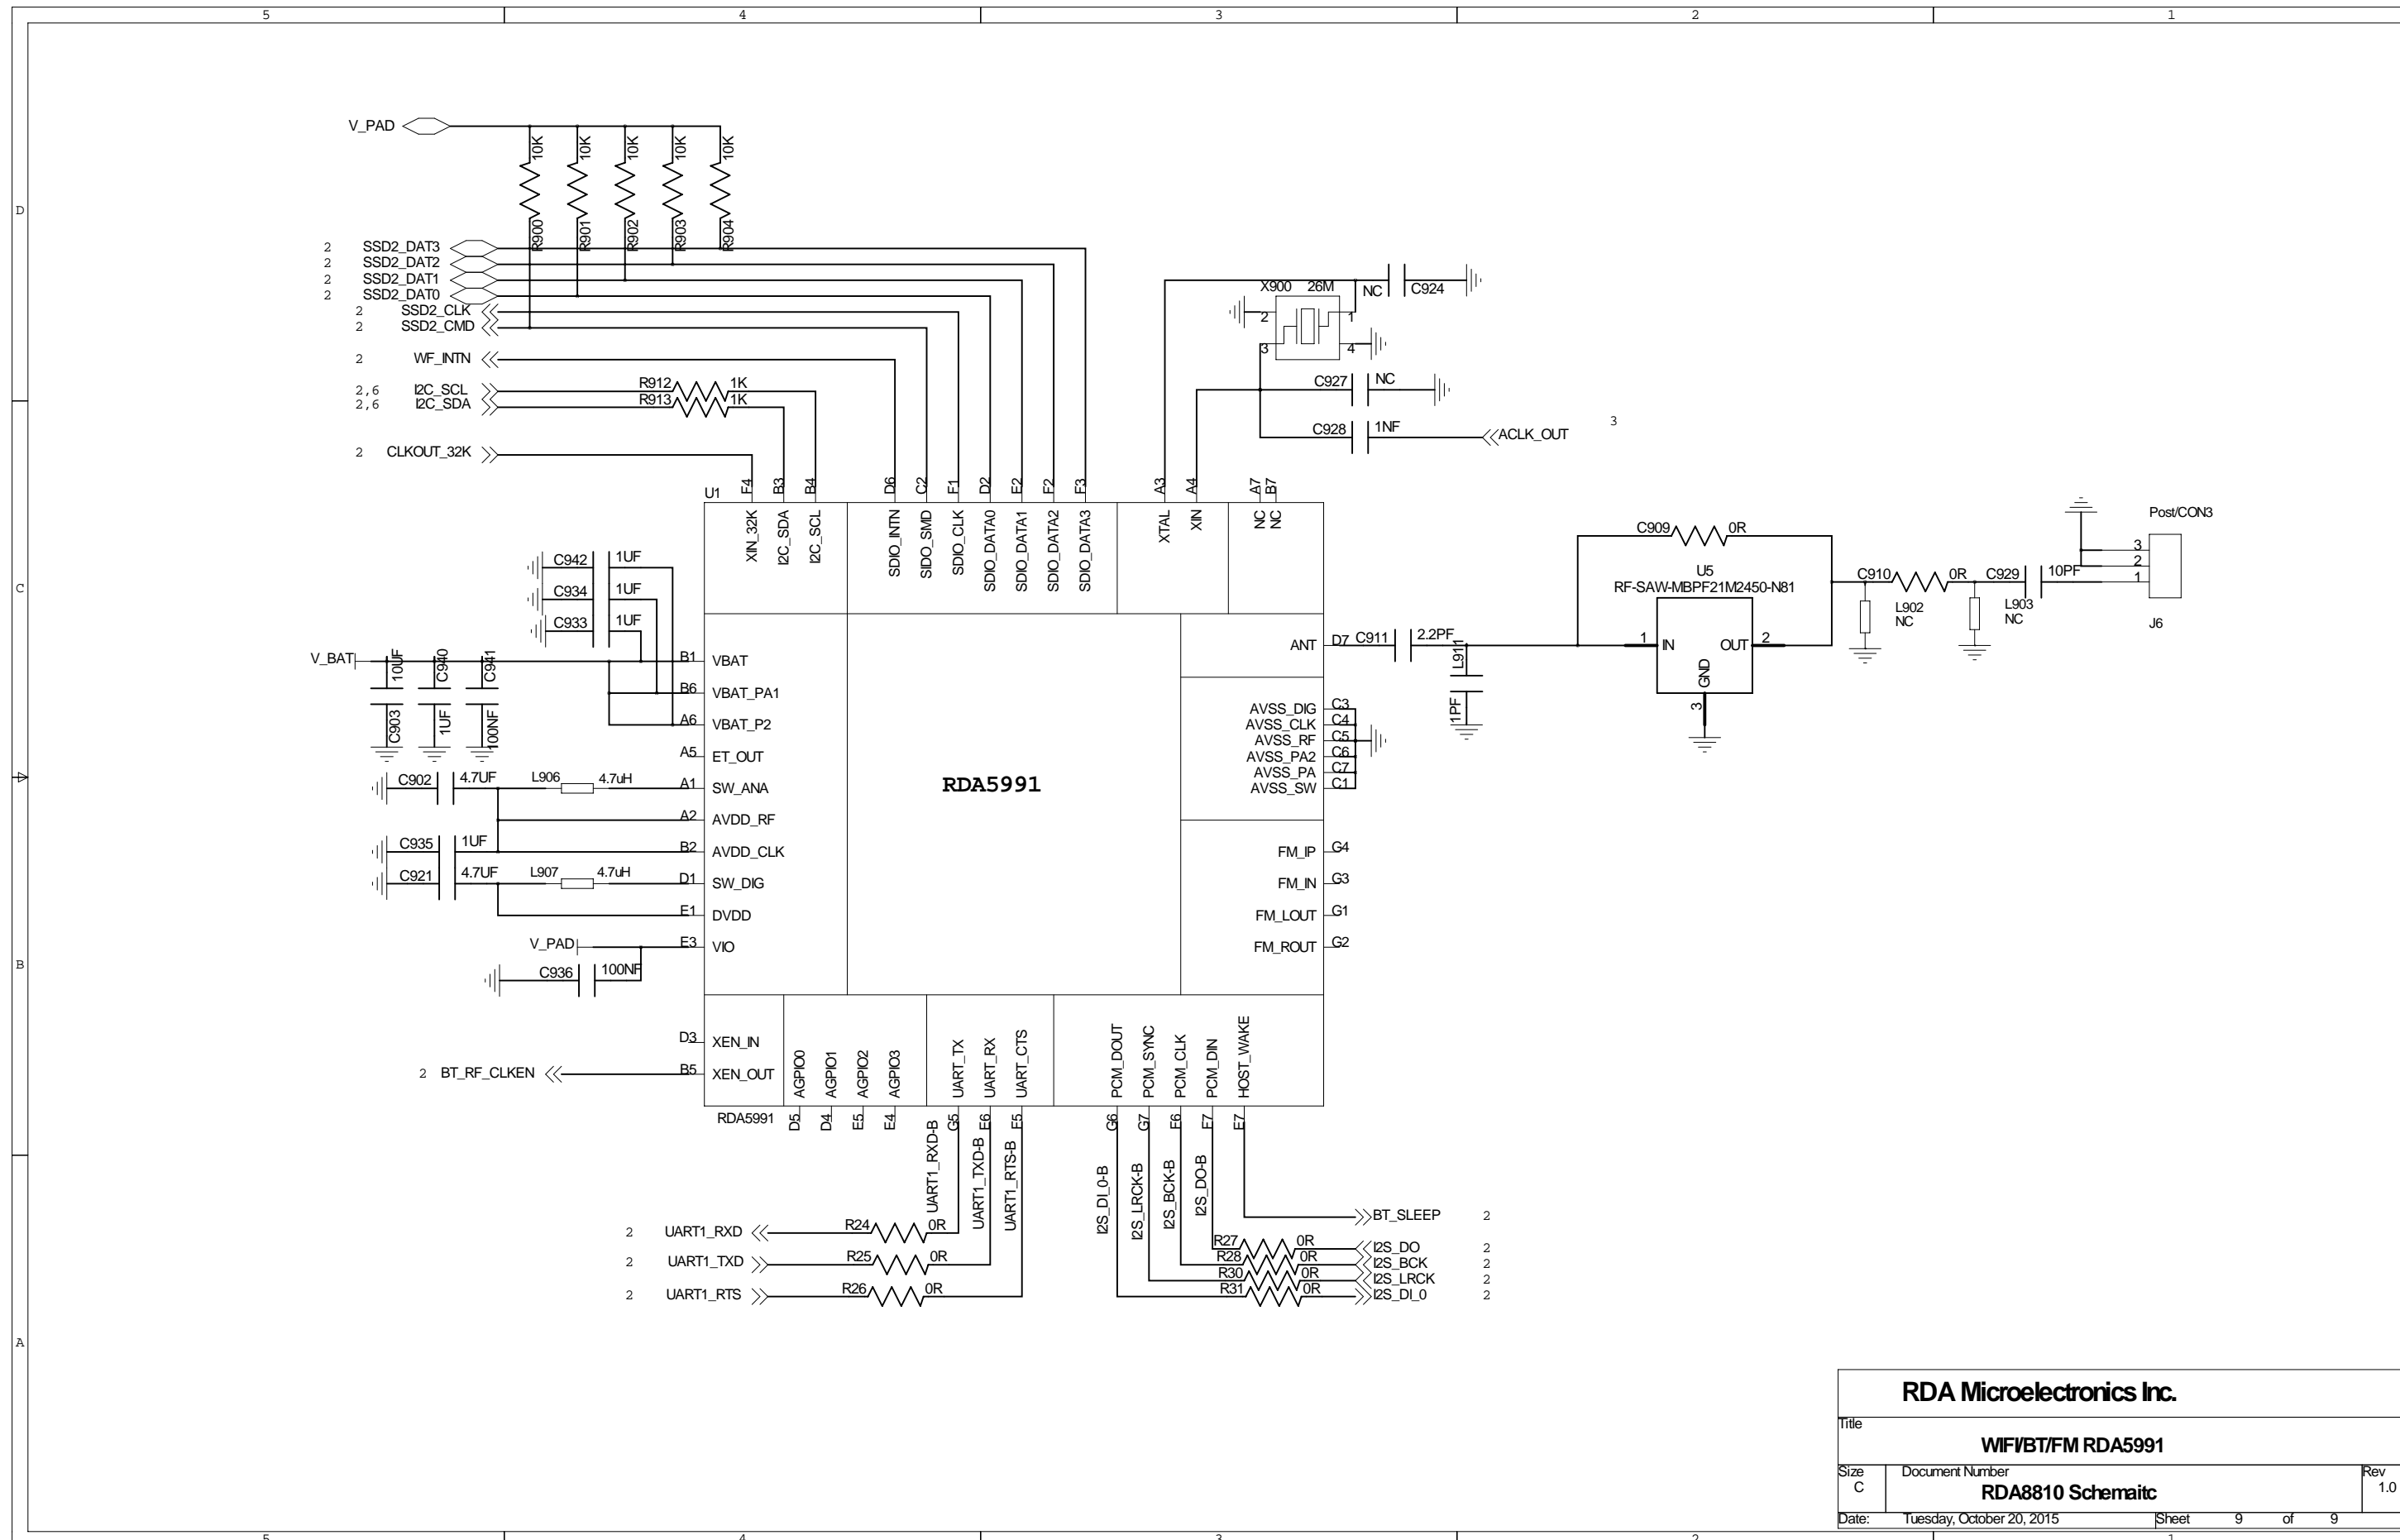 5 4 3 2 1
D
C
B
A
V_PAD
10K 10K 10K 10K 10K
R900 R901 R902 R903 R904
2 SSD2_DAT3
2 SSD2_DAT2
2 SSD2_DAT1
2 SSD2_DAT0
2 SSD2_CLK
2 SSD2_CMD
2 WF_INTN
2,6 I2C_SCL R912 1K
2,6 I2C_SDA R913 1K
2 CLKOUT_32K
X900 26M NC C924
2 1
3 4
C927 NC
C928 1NF ACLK_OUT 3
U1
F4 B3 B4 D6 C2 F1 D2 E2 F2 F3 A3 A4 A7 B7
XIN_32K I2C_SDA I2C_SCL SDIO_INTN SIDO_SMD SDIO_CLK SDIO_DATA0 SDIO_DATA1 SDIO_DATA2 SDIO_DATA3 XTAL XIN NC NC
C942 1UF
C934 1UF
C933 1UF
V_BAT
10UF C940 C941
C903 1UF 100NF
B1 VBAT
B6 VBAT_PA1
A6 VBAT_P2
A5 ET_OUT
C902 4.7UF L906 4.7uH A1 SW_ANA
A2 AVDD_RF
C935 1UF B2 AVDD_CLK
C921 4.7UF L907 4.7uH D1 SW_DIG
E1 DVDD
V_PAD E3 VIO
C936 100NF
D3 XEN_IN
2 BT_RF_CLKEN B5 XEN_OUT
RDA5991
ANT D7 C911 2.2PF
L911
1PF
AVSS_DIG C3
AVSS_CLK C4
AVSS_RF C5
AVSS_PA2 C6
AVSS_PA C7
AVSS_SW C1
FM_IP G4
FM_IN G3
FM_LOUT G1
FM_ROUT G2
C909 0R
U5
RF-SAW-MBPF21M2450-N81
1 IN OUT 2
GND
3
C910 0R C929 10PF
L902
NC
L903
NC
Post/CON3
3
2
1
J6
AGPIO0 AGPIO1 AGPIO2 AGPIO3 UART_TX UART_RX UART_CTS PCM_DOUT PCM_SYNC PCM_CLK PCM_DIN HOST_WAKE
RDA5991
D5 D4 E5 E4 G5 E6 F5 G6 G7 F6 F7 E7
UART1_RXD-B UART1_TXD-B UART1_RTS-B I2S_DI_0-B I2S_LRCK-B I2S_BCK-B I2S_DO-B
2 UART1_RXD R24 0R
2 UART1_TXD R25 0R
2 UART1_RTS R26 0R
BT_SLEEP 2
R27 0R I2S_DO 2
R28 0R I2S_BCK 2
R30 0R I2S_LRCK 2
R31 0R I2S_DI_0 2
RDA Microelectronics Inc.
Title
WIFI/BT/FM RDA5991
Size Document Number Rev
C RDA8810 Schemaitc 1.0
Date: Tuesday, October 20, 2015 Sheet 9 of 9
5 4 3 2 1